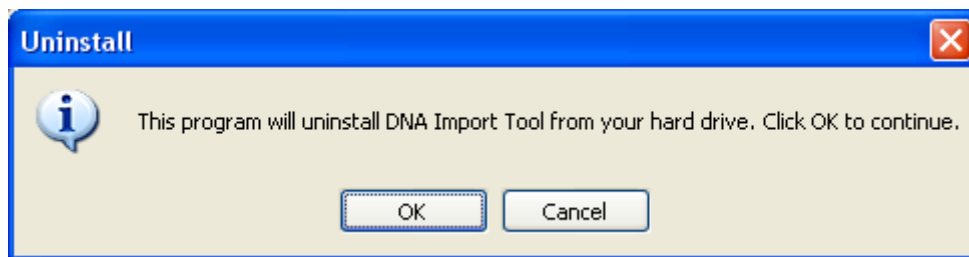 Uninstall
This program will uninstall DNA Import Tool from your hard drive. Click OK to continue.
OK
Cancel